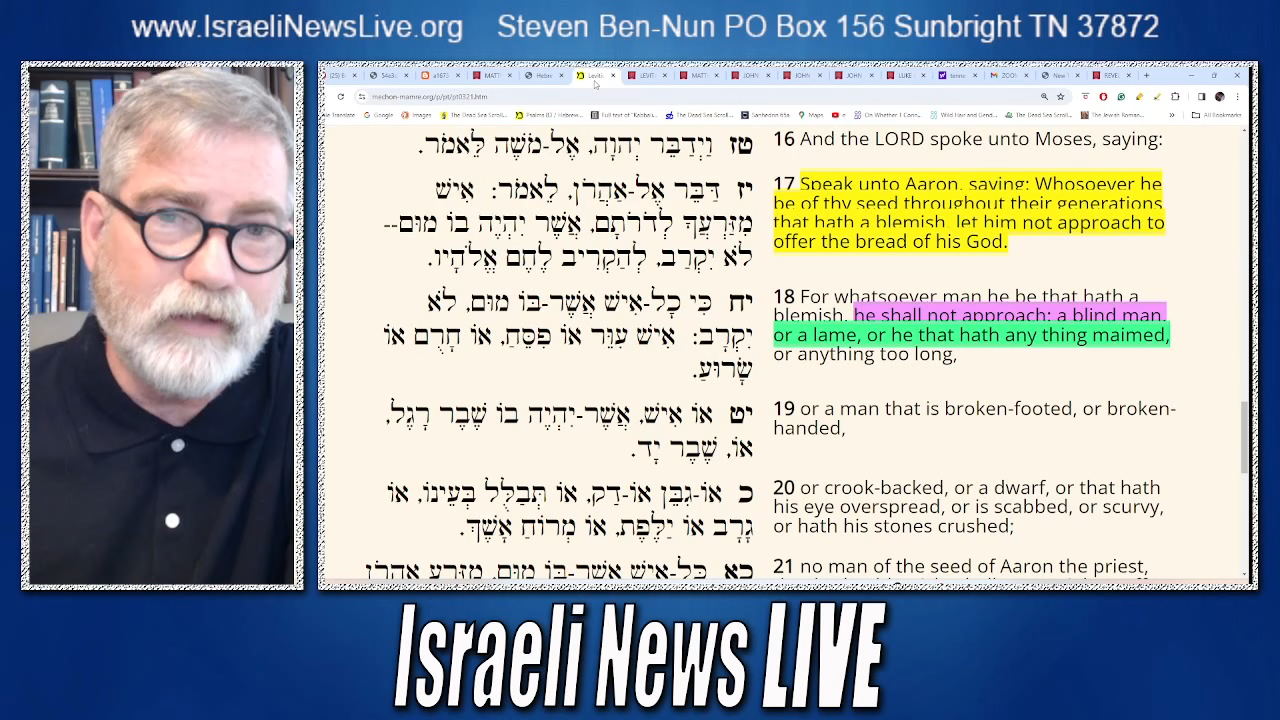 www.IsraeliNewsLive.org Steven Ben-Nun PO Box 156 Sunbright TN 37872
mechon-mamre.org/p/pt/pt0321.htm
טז וַיְדַבֵּר יְהוָה, אֶל-מֹשֶׁה לֵּאמֹר.
יז דַּבֵּר אֶל-אַהֲרֹן, לֵאמֹר: אִישׁ
מִזַּרְעֲךָ לְדֹרֹתָם, אֲשֶׁר יִהְיֶה בוֹ מוּם--
לֹא יִקְרַב, לְהַקְרִיב לֶחֶם אֱלֹהָיו.
יח כִּי כָל-אִישׁ אֲשֶׁר-בּוֹ מוּם, לֹא
יִקְרָב: אִישׁ עִוֵּר אוֹ פִסֵּחַ, אוֹ חָרֻם אוֹ
שָׂרוּעַ.
יט אוֹ אִישׁ, אֲשֶׁר-יִהְיֶה בוֹ שֶׁבֶר רָגֶל,
אוֹ, שֶׁבֶר יָד.
כ אוֹ-גִבֵּן אוֹ-דַק, אוֹ תְּבַלֻּל בְּעֵינוֹ, אוֹ
גָרָב אוֹ יַלֶּפֶת, אוֹ מְרוֹחַ אָשֶׁךְ.
כא כָּל-אִישׁ אֲשֶׁר-בּוֹ מוּם, מִזֶּרַע אַהֲרֹן
16 And the LORD spoke unto Moses, saying:
17 Speak unto Aaron, saying: Whosoever he
be of thy seed throughout their generations
that hath a blemish, let him not approach to
offer the bread of his God.
18 For whatsoever man he be that hath a
blemish, he shall not approach: a blind man,
or a lame, or he that hath any thing maimed,
or anything too long,
19 or a man that is broken-footed, or broken-
handed,
20 or crook-backed, or a dwarf, or that hath
his eye overspread, or is scabbed, or scurvy,
or hath his stones crushed;
21 no man of the seed of Aaron the priest,
Israeli News LIVE